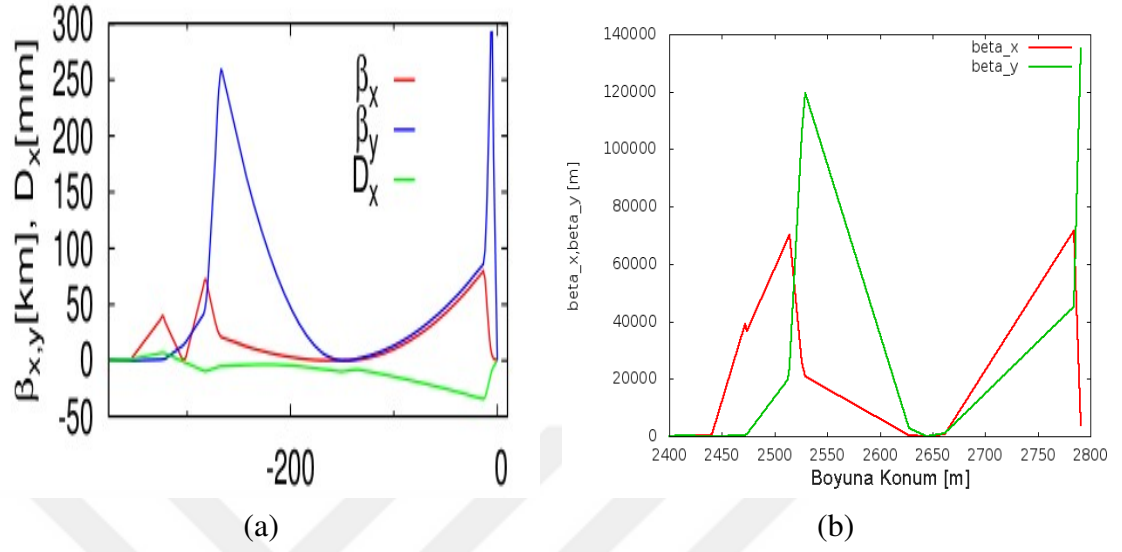 300
250
200
150
100
50
0
-50
βx,y[km], Dx[mm]
βx
βy
Dx
-200
0
(a)
140000
120000
100000
80000
60000
40000
20000
0
beta_x,beta_y [m]
beta_x
beta_y
2400 2450 2500 2550 2600 2650 2700 2750 2800
Boyuna Konum [m]
(b)